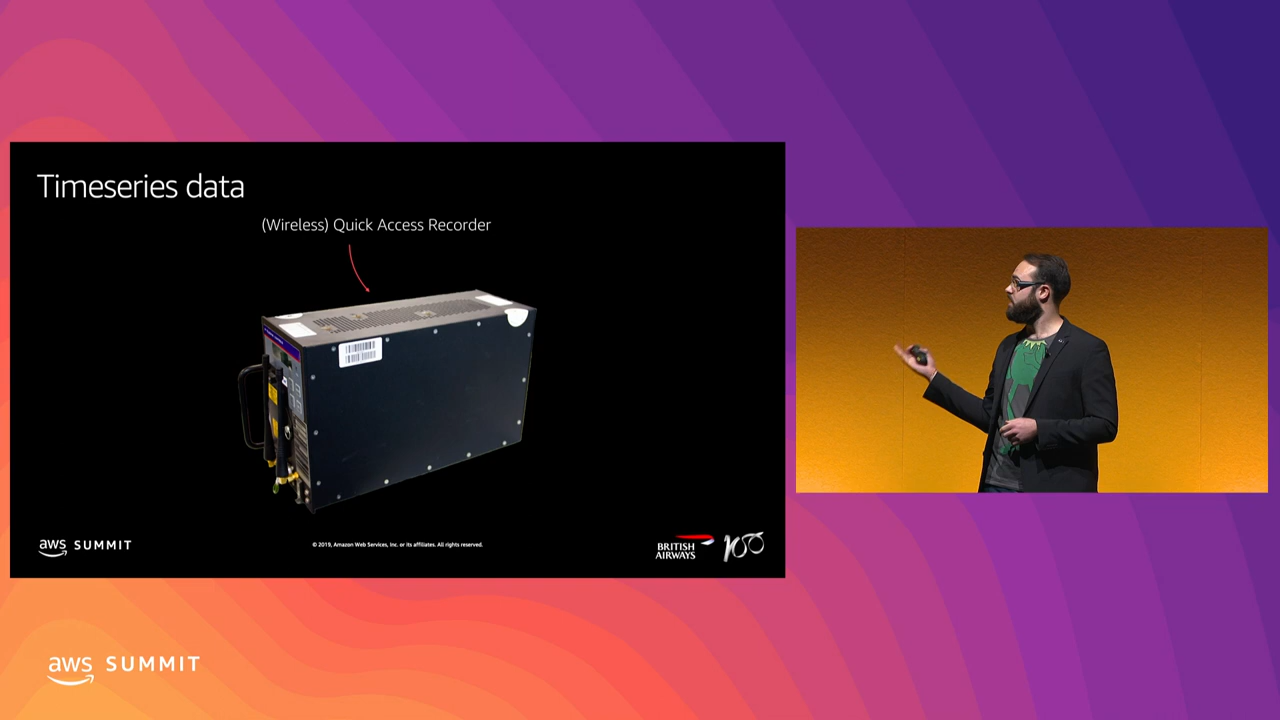 Timeseries data
(Wireless) Quick Access Recorder
aws SUMMIT
© 2019, Amazon Web Services, Inc. or its affiliates. All rights reserved.
BRITISH
AIRWAYS
100
aws SUMMIT